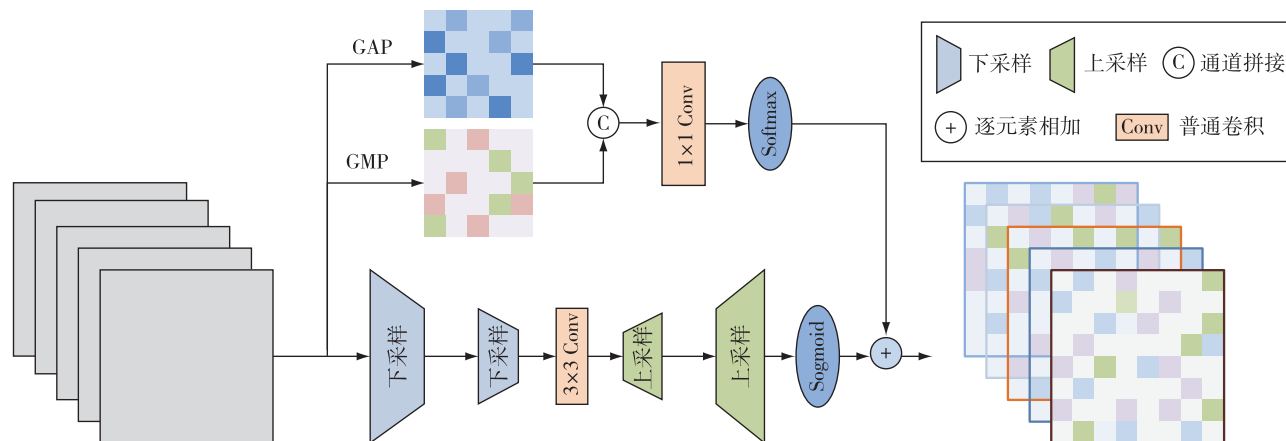 GAP
GMP
C
1×1 Conv
Softmax
下采样
下采样
3×3 Conv
上采样
上采样
Sogmoid
+
下采样
上采样
C 通道拼接
+ 逐元素相加
Conv 普通卷积